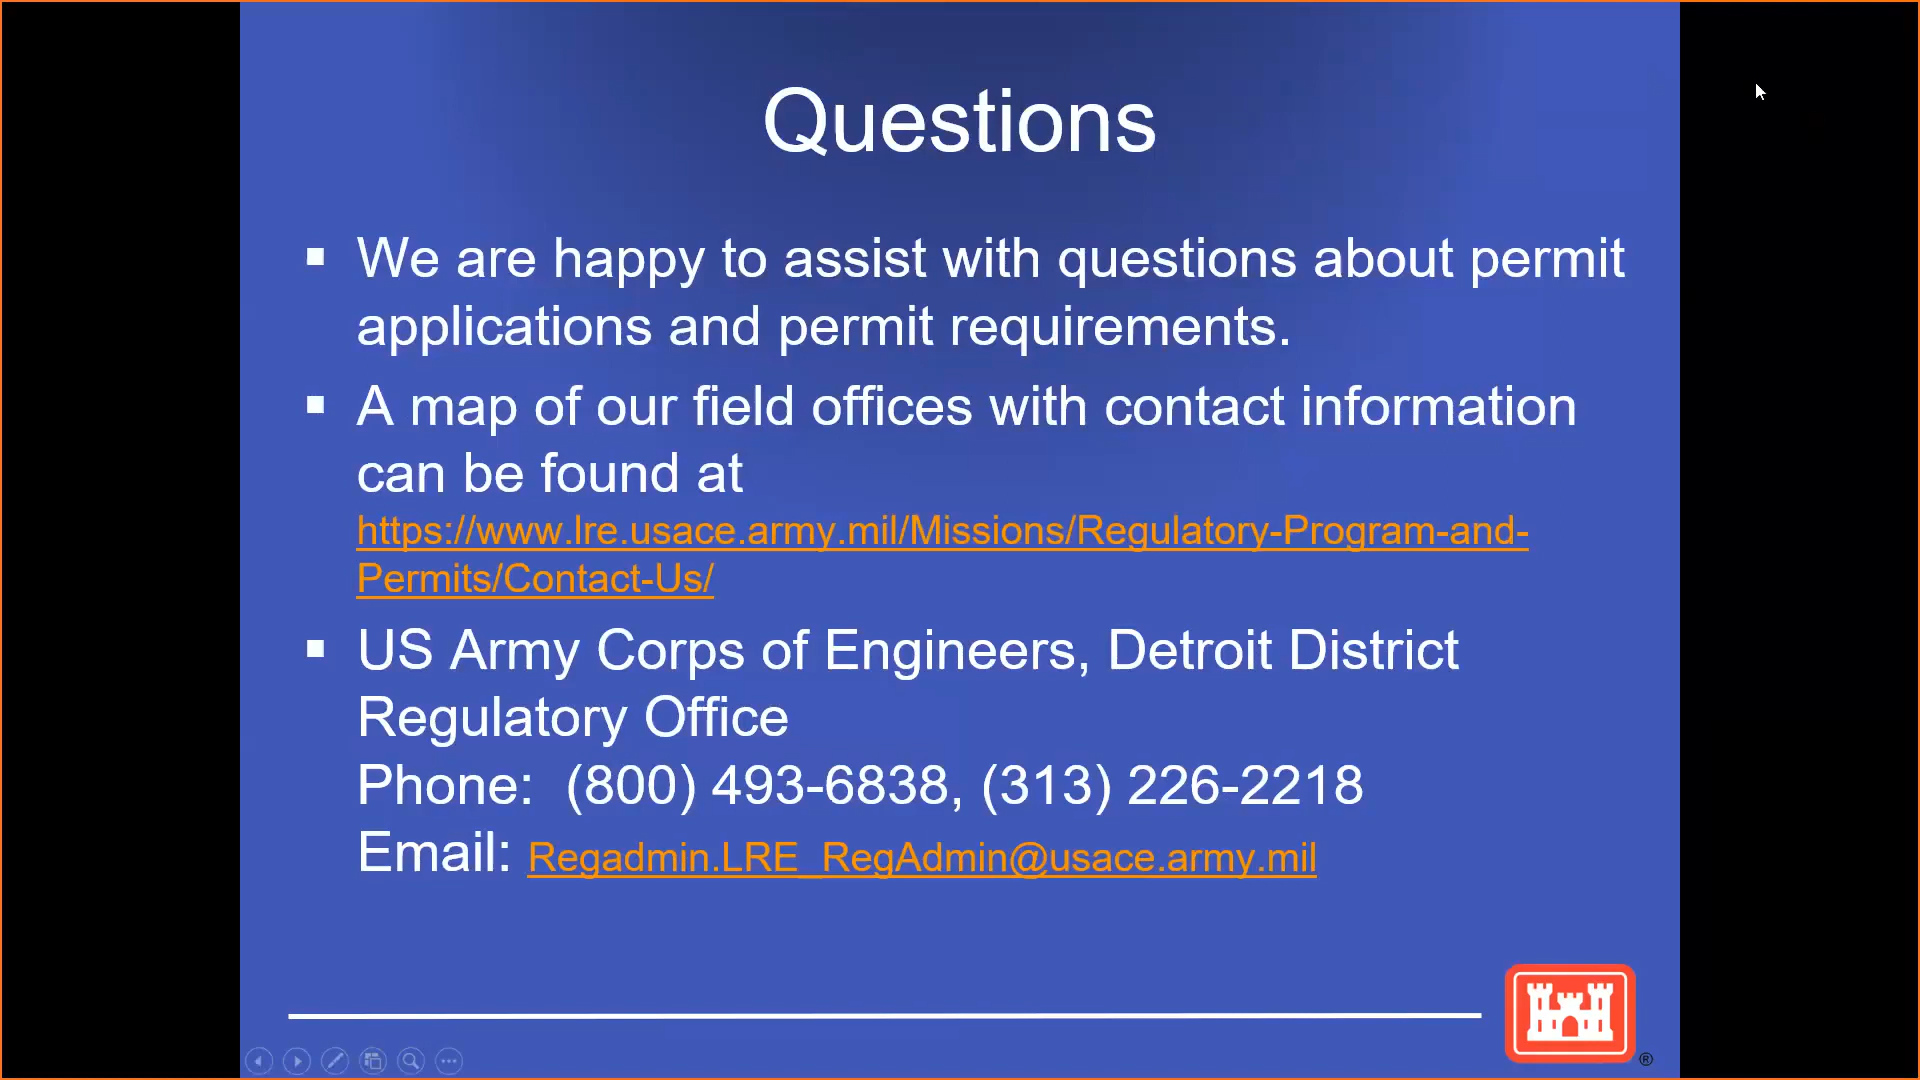 Questions
▪ We are happy to assist with questions about permit
applications and permit requirements.
▪ A map of our field offices with contact information
can be found at
https://www.lre.usace.army.mil/Missions/Regulatory-Program-and-
Permits/Contact-Us/
▪ US Army Corps of Engineers, Detroit District
Regulatory Office
Phone:  (800) 493-6838, (313) 226-2218
Email: Regadmin.LRE_RegAdmin@usace.army.mil
®